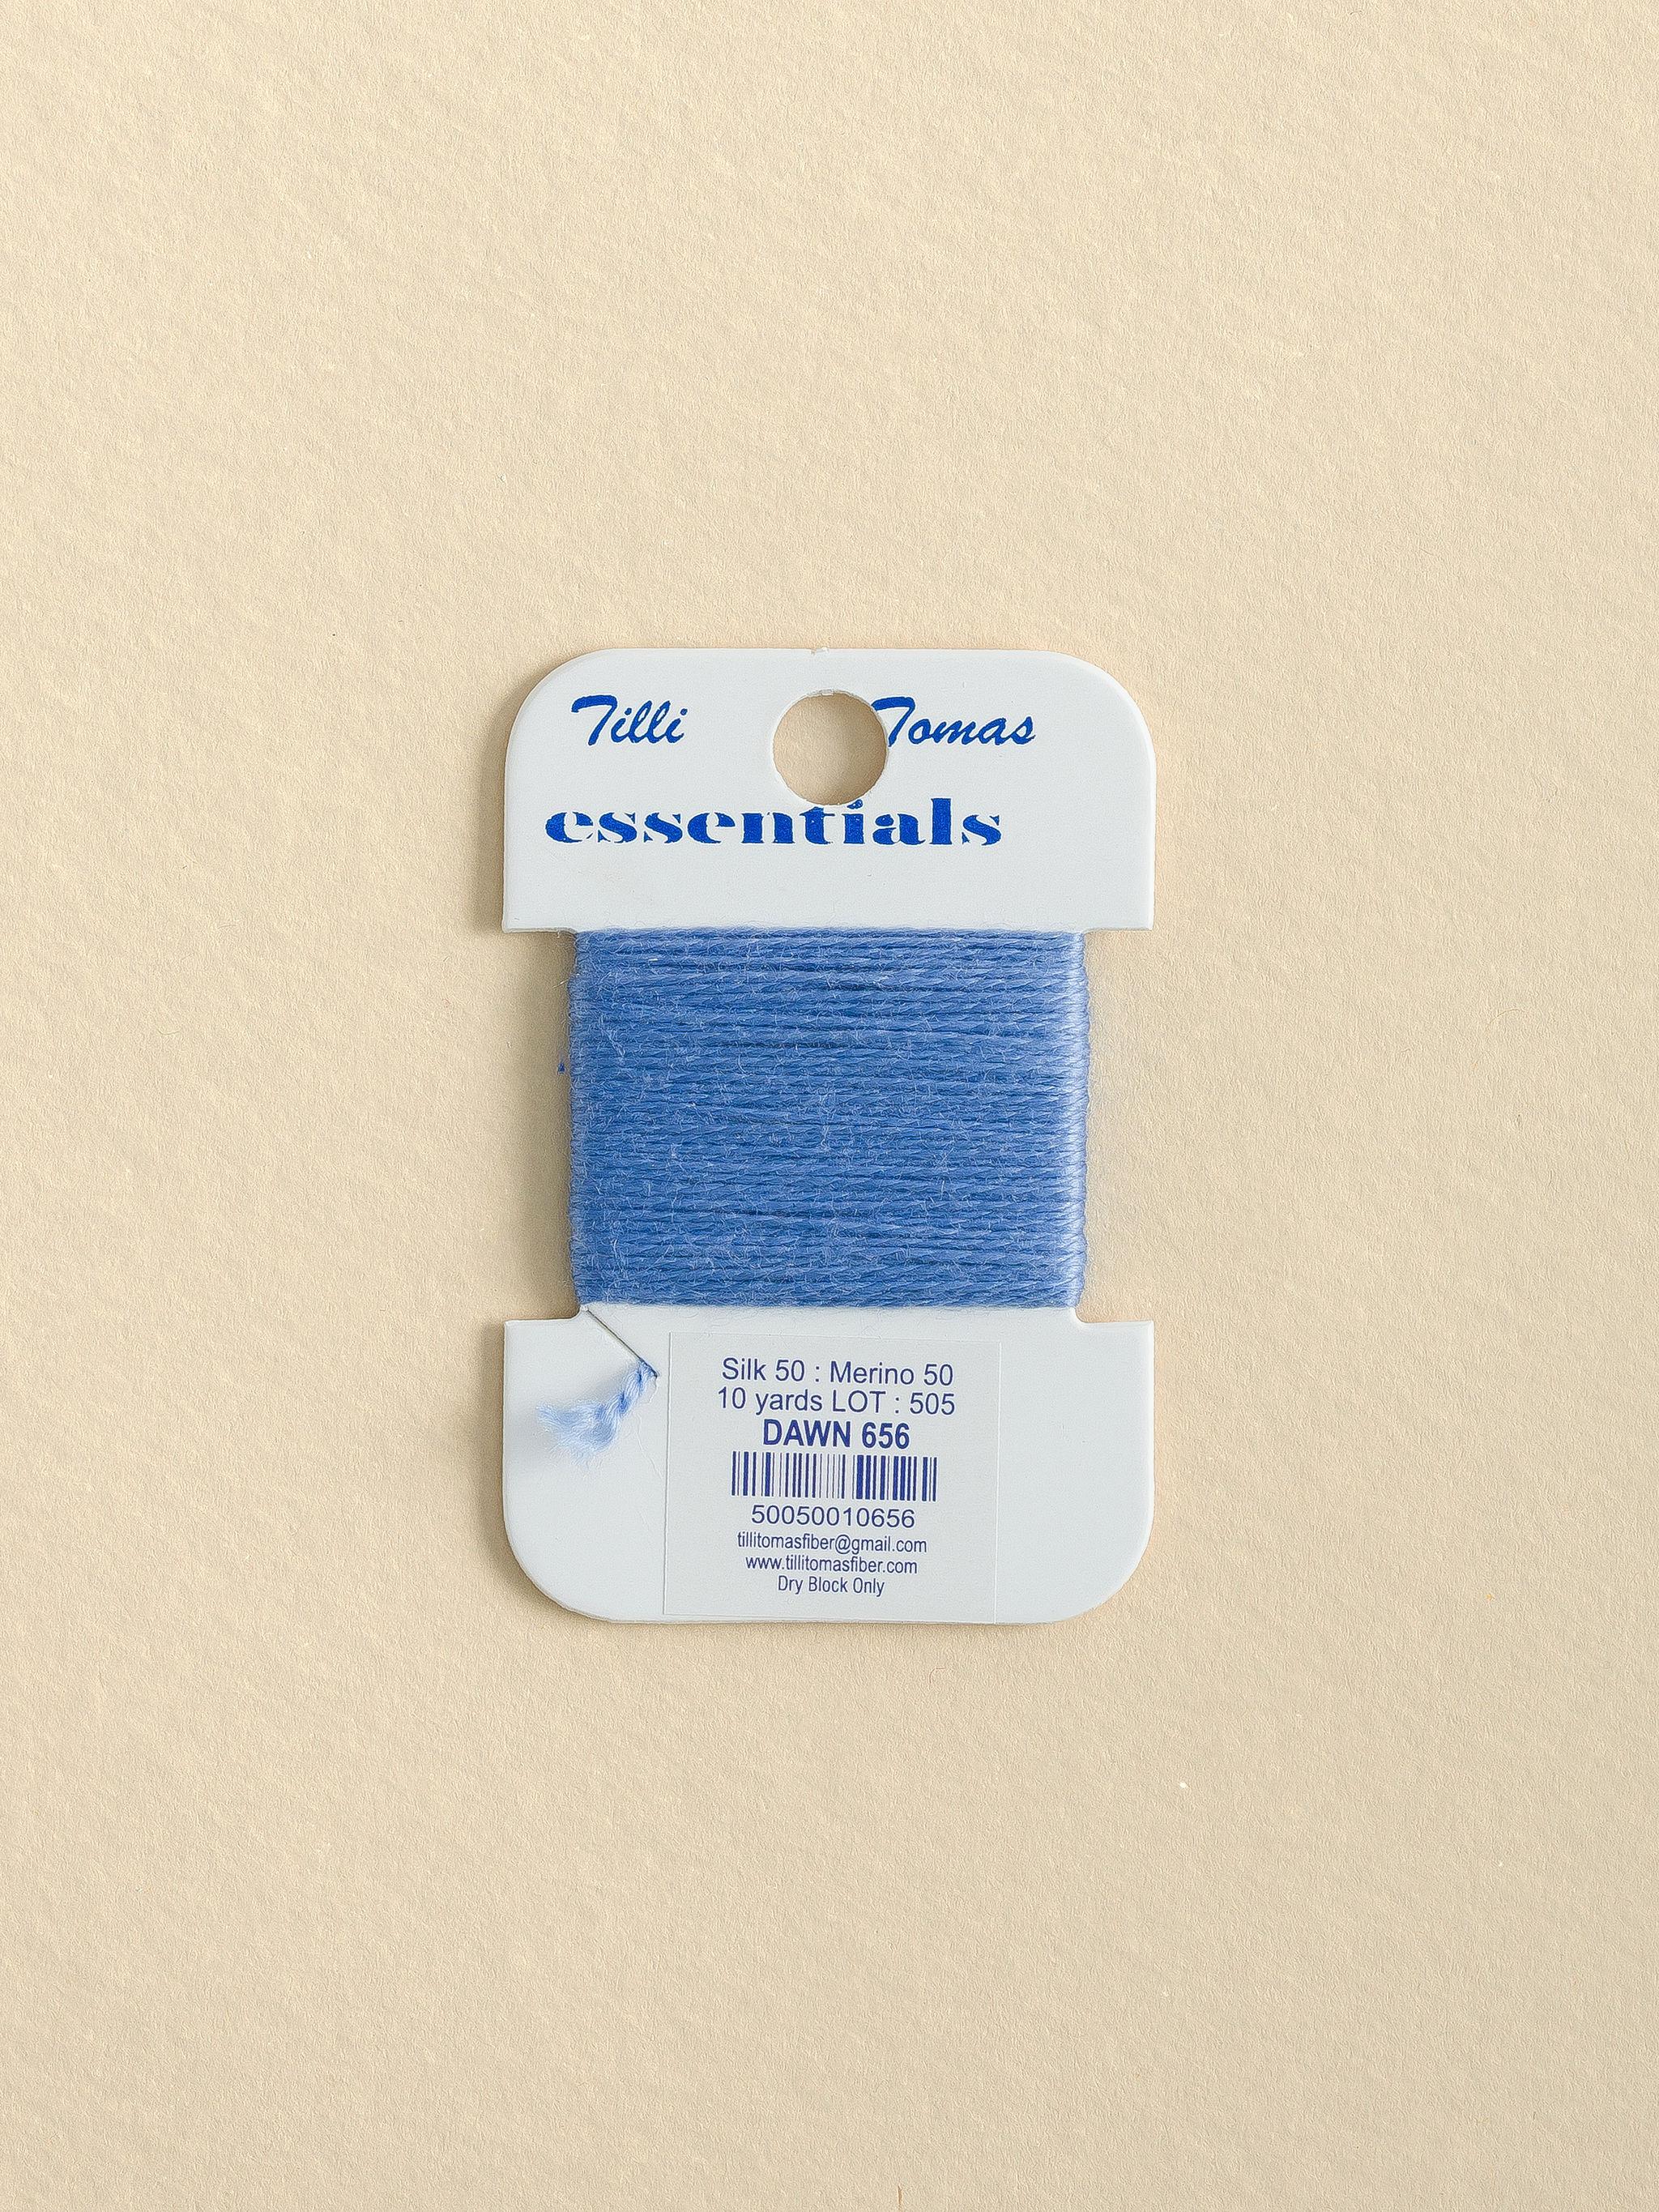 Tilli Tomas
essentials
Silk 50 : Merino 50
10 yards LOT : 505
DAWN 656
50050010656
tillitomasfiber@gmail.com
www.tillitomasfiber.com
Dry Block Only